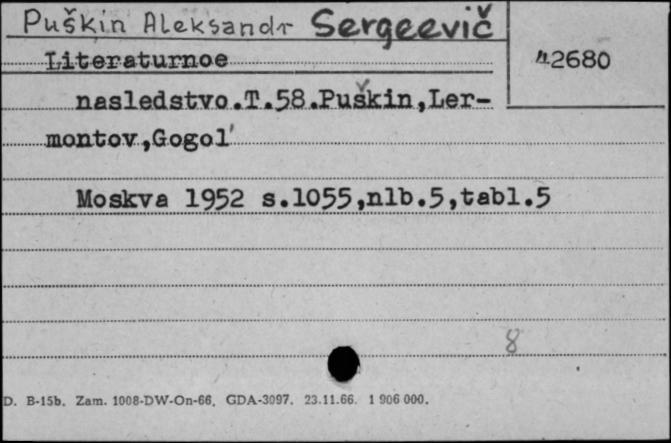 Puškin Aleksandr Sergeevič
42680
Literaturnoe
nasledstvo.T.58.Puškin,Ler-
montov,Gogol'
Moskva 1952 s.1055,nlb.5,tabl.5
8
D. B-15b. Zam. 1008-DW-On-66. GDA-3097. 23.11.66. 1 906 000.